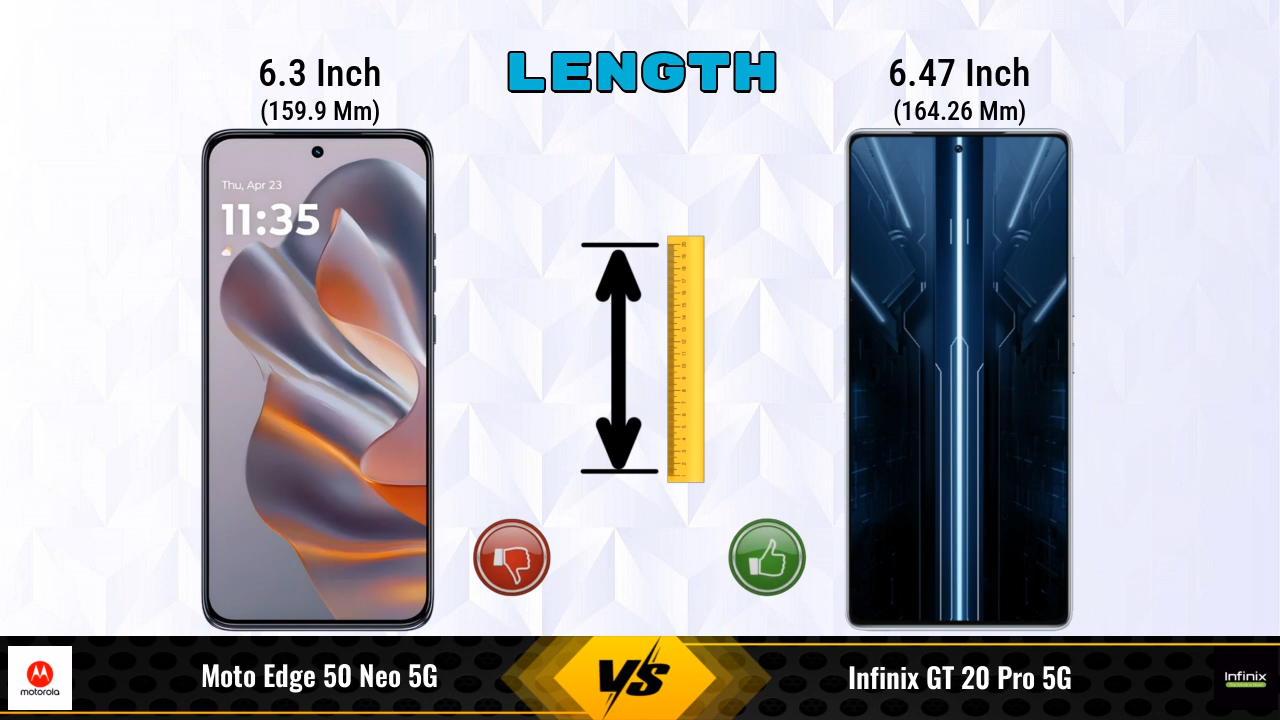 LENGTH
6.3 Inch
(159.9 Mm)
6.47 Inch
(164.26 Mm)
Thu, Apr 23
11:35
motorola
Moto Edge 50 Neo 5G
VS
Infinix GT 20 Pro 5G
Infinix